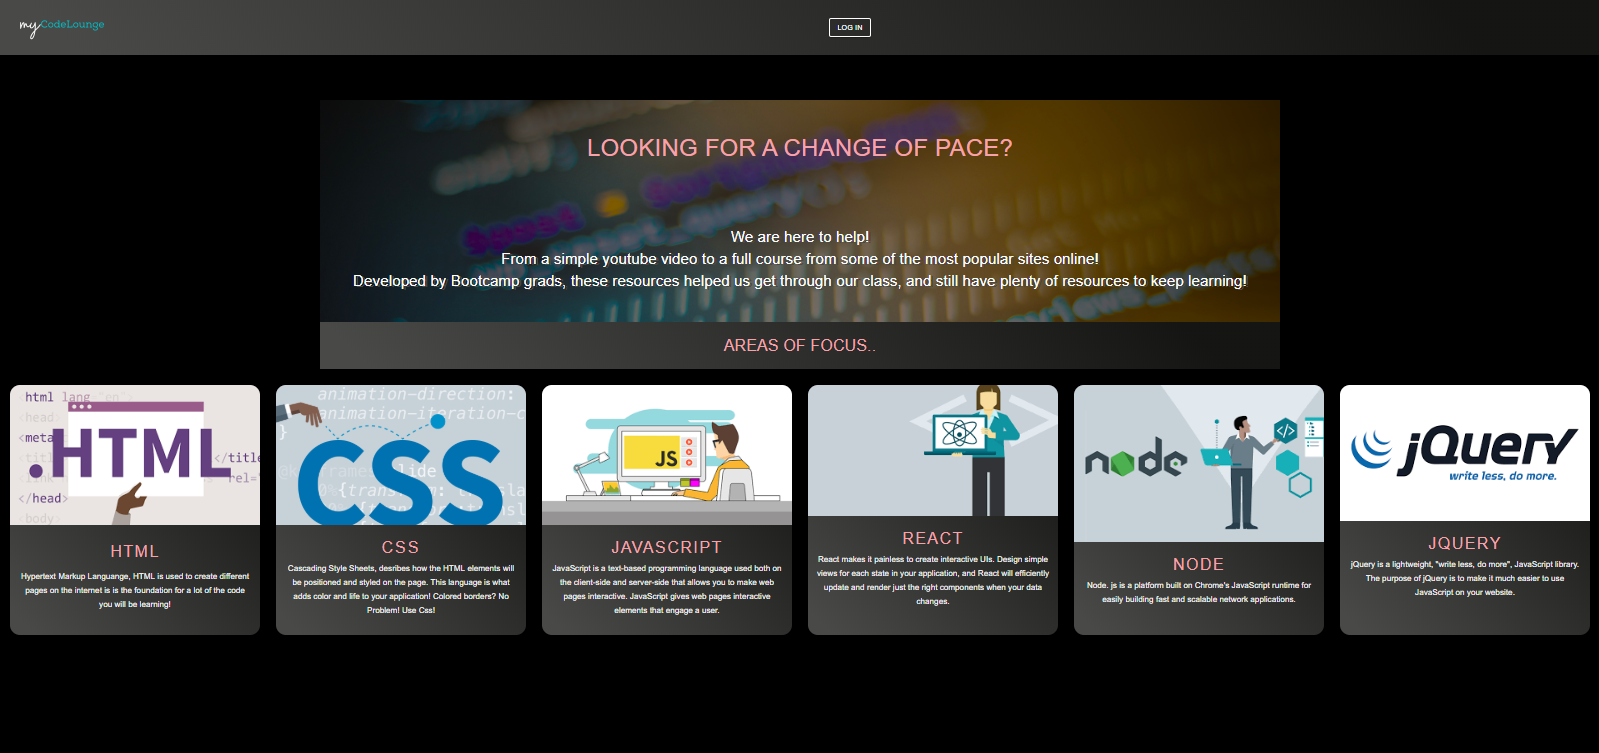 myCodeLounge
LOG IN
LOOKING FOR A CHANGE OF PACE?
We are here to help!
From a simple youtube video to a full course from some of the most popular sites online!
Developed by Bootcamp grads, these resources helped us get through our class, and still have plenty of resources to keep learning!
AREAS OF FOCUS..
html lang="en"
<head>
<meta
.HTML
</title
rel=
</head>
<body>
HTML
Hypertext Markup Languange, HTML is used to create different
pages on the internet is is the foundation for a lot of the code
you will be learning!
animation-direction:
animation-iteration-c
}
CSS
CSS
Cascading Style Sheets, desribes how the HTML elements will
be positioned and styled on the page. This language is what
adds color and life to your application! Colored borders? No
Problem! Use Css!
JS
JAVASCRIPT
JavaScript is a text-based programming language used both on
the client-side and server-side that allows you to make web
pages interactive. JavaScript gives web pages interactive
elements that engage a user.
REACT
React makes it painless to create interactive UIs. Design simple
views for each state in your application, and React will efficiently
update and render just the right components when your data
changes.
node
NODE
Node. js is a platform built on Chrome's JavaScript runtime for
easily building fast and scalable network applications.
jQuery
write less, do more.
JQUERY
jQuery is a lightweight, "write less, do more", JavaScript library.
The purpose of jQuery is to make it much easier to use
JavaScript on your website.